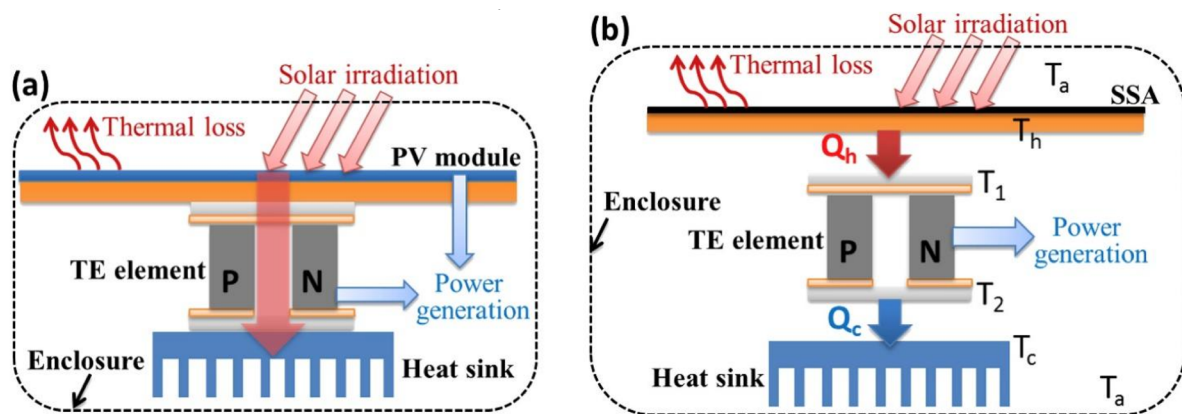 (a)
Solar irradiation
Thermal loss
PV module
TE element
P
N
Power
generation
Enclosure
Heat sink
(b)
Solar irradiation
Thermal loss
Ta
SSA
Th
Qh
T1
Enclosure
TE element
P
N
Power
generation
T2
Qc
Tc
Heat sink
Ta